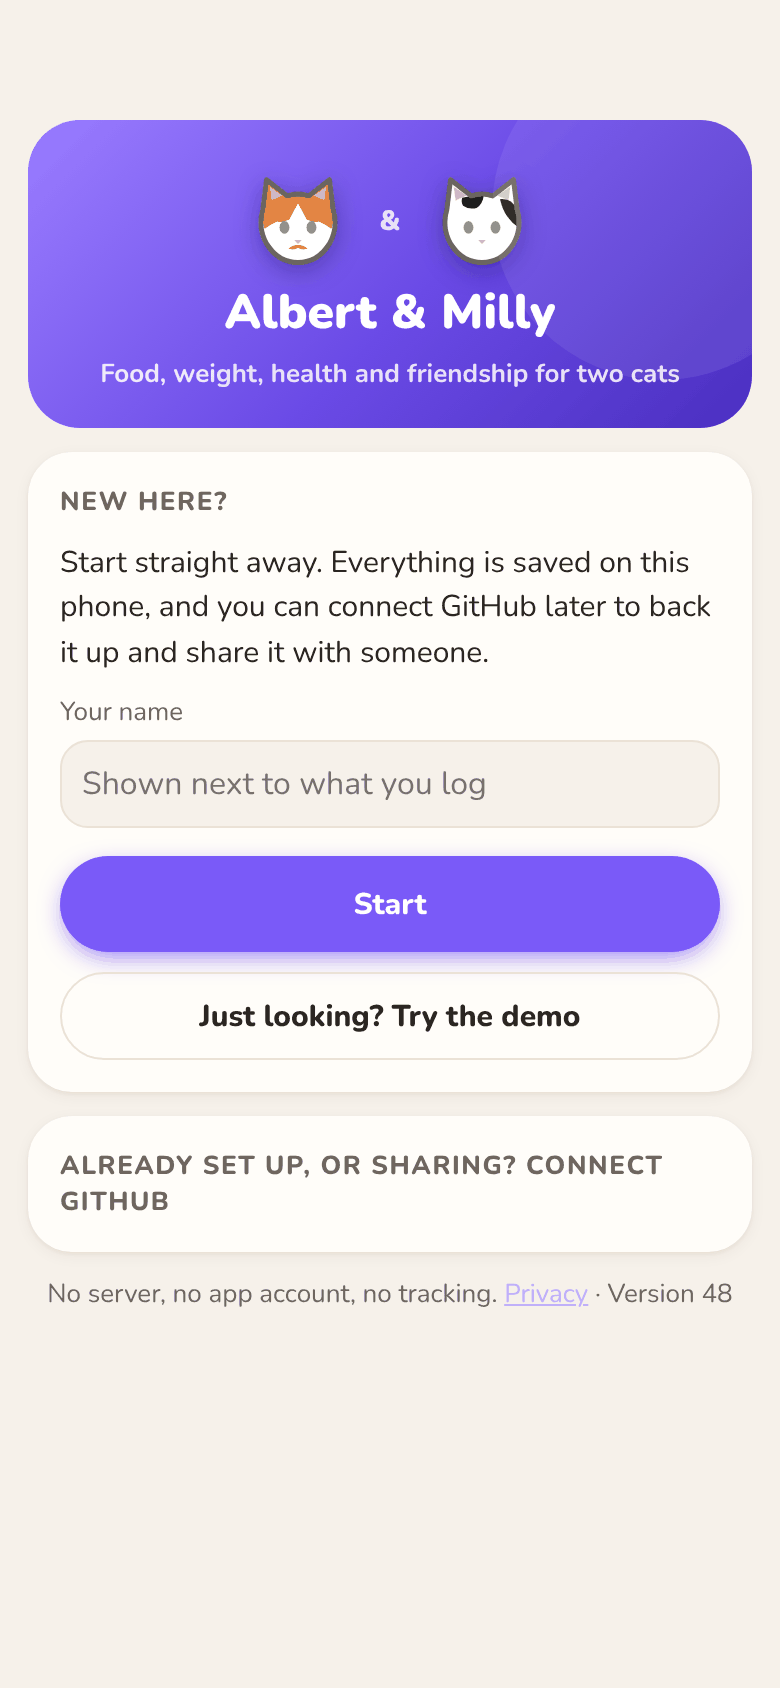 &
Albert & Milly
Food, weight, health and friendship for two cats
NEW HERE?
Start straight away. Everything is saved on this
phone, and you can connect GitHub later to back
it up and share it with someone.
Your name
Shown next to what you log
Start
Just looking? Try the demo
ALREADY SET UP, OR SHARING? CONNECT
GITHUB
No server, no app account, no tracking. Privacy · Version 48